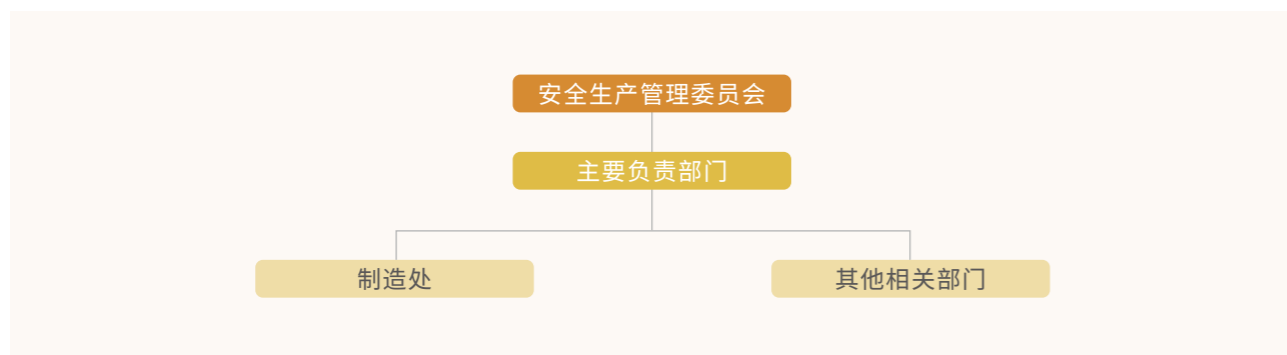 安全生产管理委员会
主要负责部门
制造处
其他相关部门